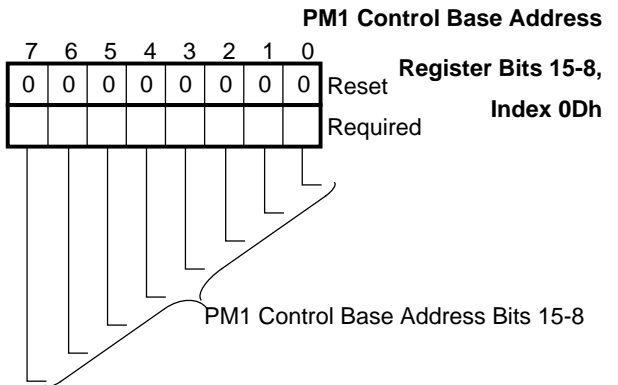 PM1 Control Base Address
Register Bits 15-8,
Index 0Dh
7 6 5 4 3 2 1 0
0 0 0 0 0 0 0 0 Reset
Required
PM1 Control Base Address Bits 15-8